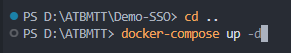 PS D:\ATBMTT\Demo-SSO> cd ..
PS D:\ATBMTT> docker-compose up -d